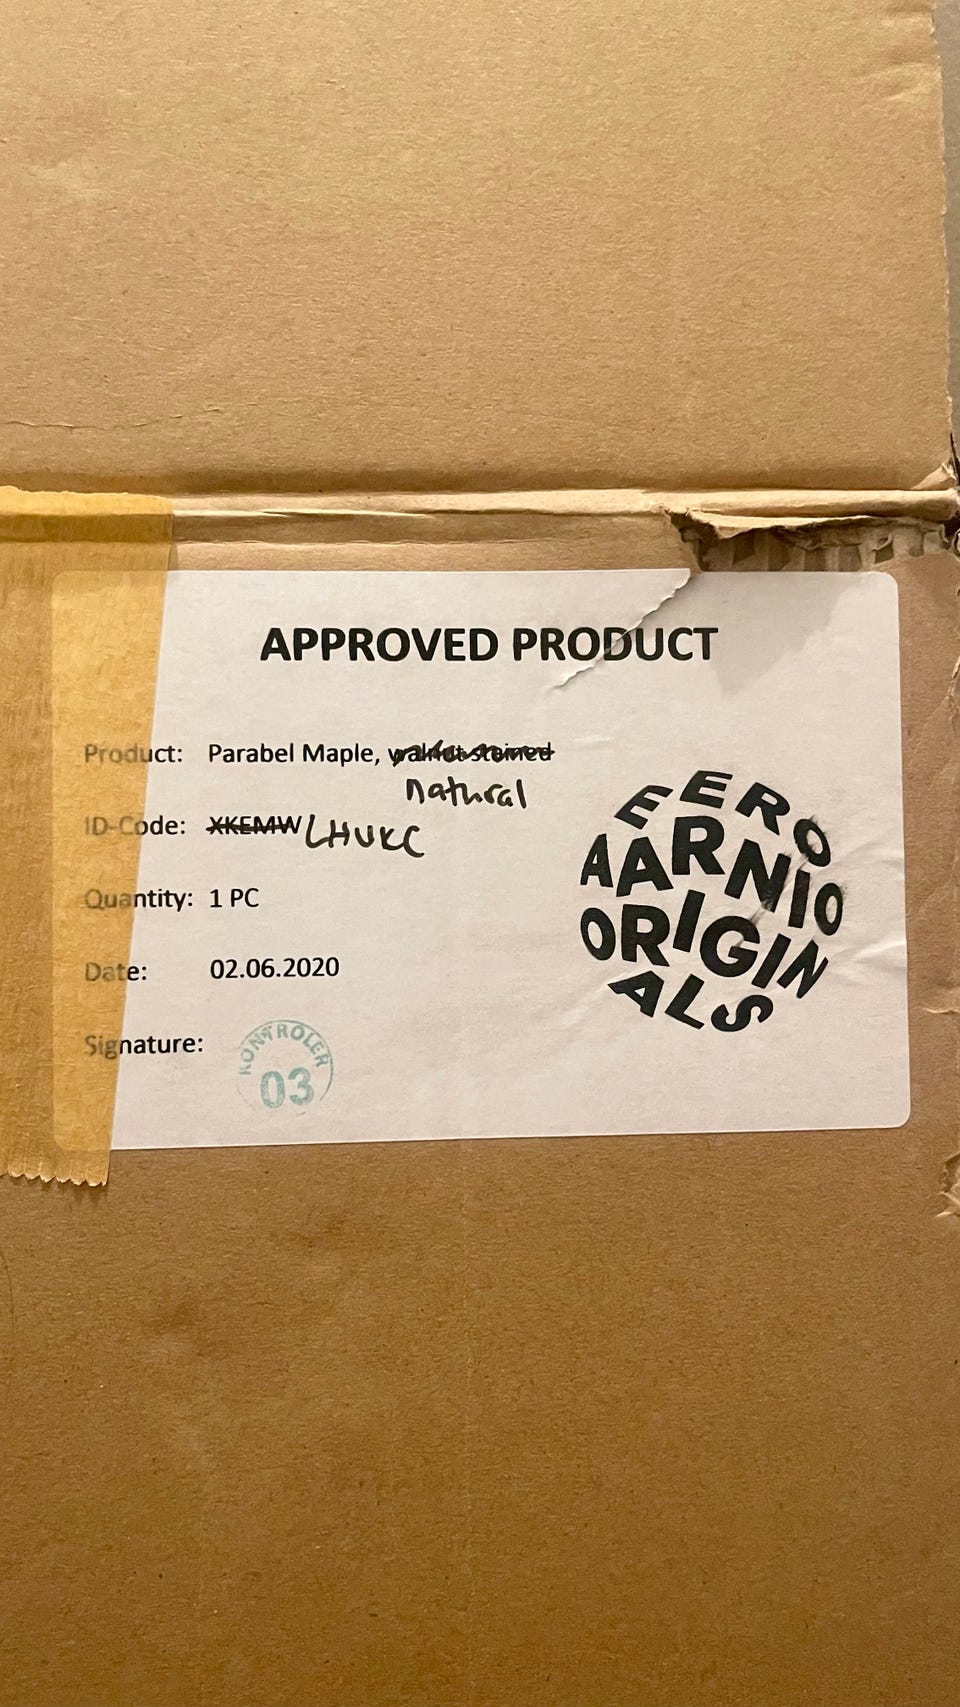 APPROVED PRODUCT
Product: Parabel Maple, walnut stained
natural
ID-Code: XKEMW LHUKC
Quantity: 1 PC
Date: 02.06.2020
Signature:
KONTROLER
03
EERO
AARNIO
ORIGIN
ALS